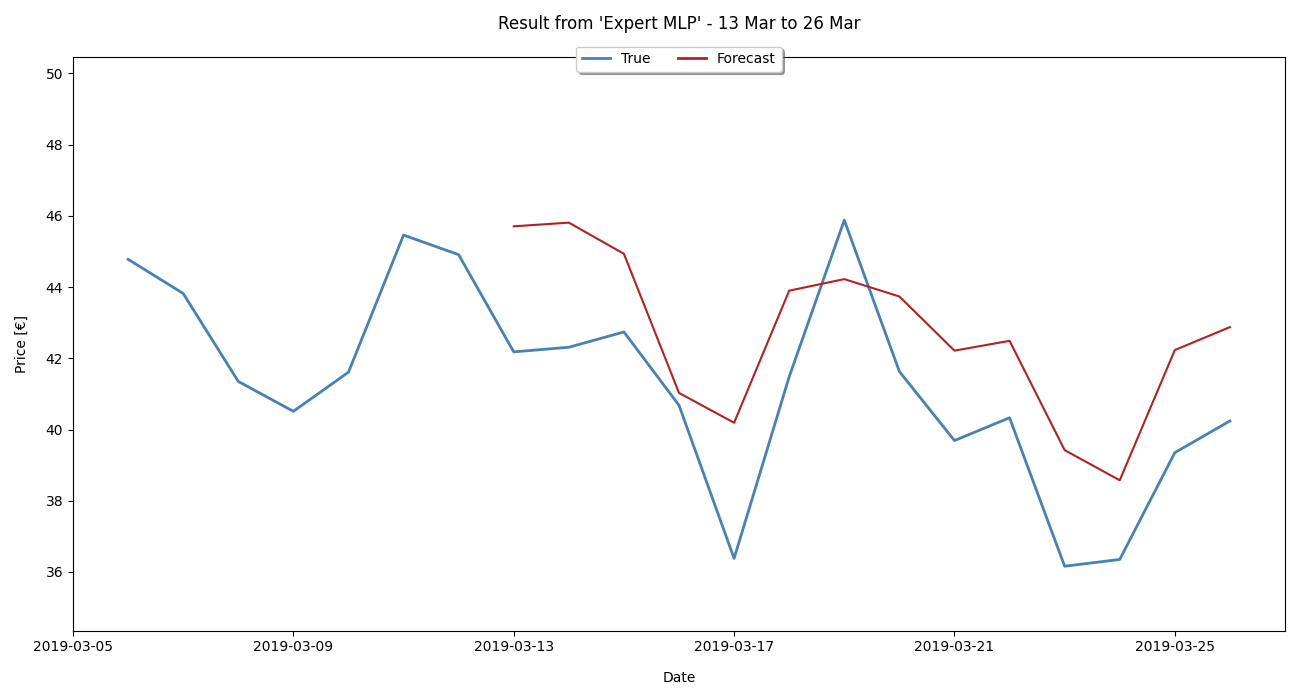 Result from 'Expert MLP' - 13 Mar to 26 Mar
True Forecast
50
48
46
44
42
40
38
36
Price [€]
2019-03-05 2019-03-09 2019-03-13 2019-03-17 2019-03-21 2019-03-25
Date